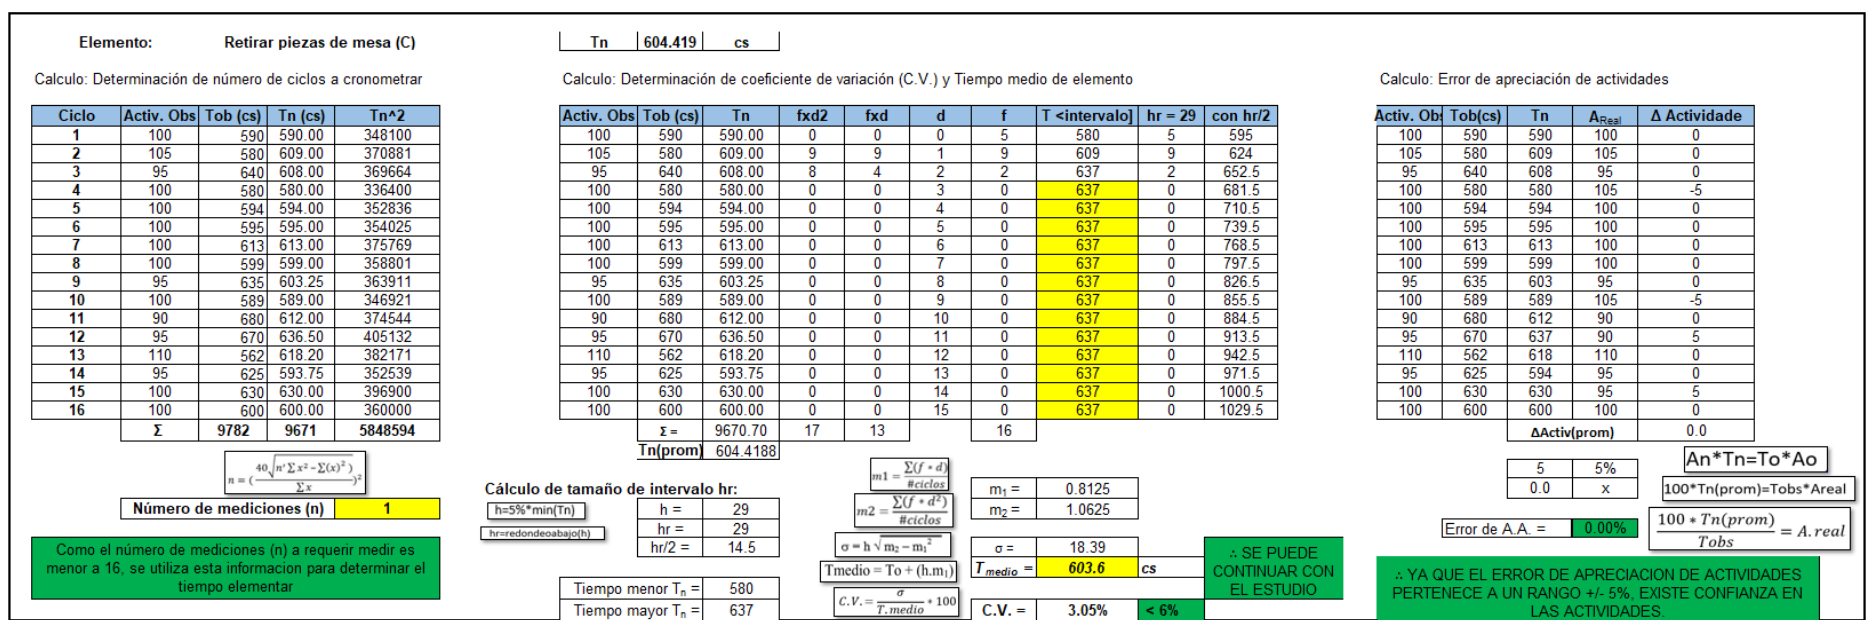 Elemento: Retirar piezas de mesa (C) Tn 604.419 cs
Calculo: Determinación de número de ciclos a cronometrar
Ciclo Activ. Obs Tob (cs) Tn (cs) Tn^2
1 100 590 590.00 348100
2 105 580 609.00 370881
3 95 640 608.00 369664
4 100 580 580.00 336400
5 100 594 594.00 352836
6 100 595 595.00 354025
7 100 613 613.00 375769
8 100 599 599.00 358801
9 95 635 603.25 363911
10 100 589 589.00 346921
11 90 680 612.00 374544
12 95 670 636.50 405132
13 110 562 618.20 382171
14 95 625 593.75 352539
15 100 630 630.00 396900
16 100 600 600.00 360000
Σ 9782 9671 5848594
n = (40√(n' Σ x² − Σ(x)²) / Σ x)²
Número de mediciones (n) 1
Como el número de mediciones (n) a requerir medir es
menor a 16, se utiliza esta informacion para determinar el
tiempo elementar
Calculo: Determinación de coeficiente de variación (C.V.) y Tiempo medio de elemento
Activ. Obs Tob (cs) Tn fxd2 fxd d f T <intervalo] hr = 29 con hr/2
100 590 590.00 0 0 0 5 580 5 595
105 580 609.00 9 9 1 9 609 9 624
95 640 608.00 8 4 2 2 637 2 652.5
100 580 580.00 0 0 3 0 637 0 681.5
100 594 594.00 0 0 4 0 637 0 710.5
100 595 595.00 0 0 5 0 637 0 739.5
100 613 613.00 0 0 6 0 637 0 768.5
100 599 599.00 0 0 7 0 637 0 797.5
95 635 603.25 0 0 8 0 637 0 826.5
100 589 589.00 0 0 9 0 637 0 855.5
90 680 612.00 0 0 10 0 637 0 884.5
95 670 636.50 0 0 11 0 637 0 913.5
110 562 618.20 0 0 12 0 637 0 942.5
95 625 593.75 0 0 13 0 637 0 971.5
100 630 630.00 0 0 14 0 637 0 1000.5
100 600 600.00 0 0 15 0 637 0 1029.5
Σ = 9670.70 17 13 16
Tn(prom) 604.4188
Cálculo de tamaño de intervalo hr:
h=5%*min(Tn) h = 29
hr=redondeoabajo(h) hr = 29
hr/2 = 14.5
Tiempo menor Tn = 580
Tiempo mayor Tn = 637
m1 = Σ(f * d) / #ciclos
m2 = Σ(f * d²) / #ciclos
σ = h √(m₂ − m₁²)
Tmedio = To + (h.m₁)
C.V. = σ / T.medio * 100
m₁ = 0.8125
m₂ = 1.0625
σ = 18.39
Tmedio = 603.6 cs
C.V. = 3.05% < 6%
∴ SE PUEDE
CONTINUAR CON
EL ESTUDIO
Calculo: Error de apreciación de actividades
Activ. Ob Tob(cs) Tn AReal Δ Actividade
100 590 590 100 0
105 580 609 105 0
95 640 608 95 0
100 580 580 105 -5
100 594 594 100 0
100 595 595 100 0
100 613 613 100 0
100 599 599 100 0
95 635 603 95 0
100 589 589 105 -5
90 680 612 90 0
95 670 637 90 5
110 562 618 110 0
95 625 594 95 0
100 630 630 95 5
100 600 600 100 0
ΔActiv(prom) 0.0
5 5%
0.0 x
Error de A.A. = 0.00%
An*Tn=To*Ao
100*Tn(prom)=Tobs*Areal
100 * Tn(prom) / Tobs = A.real
∴ YA QUE EL ERROR DE APRECIACION DE ACTIVIDADES
PERTENECE A UN RANGO +/- 5%, EXISTE CONFIANZA EN
LAS ACTIVIDADES.